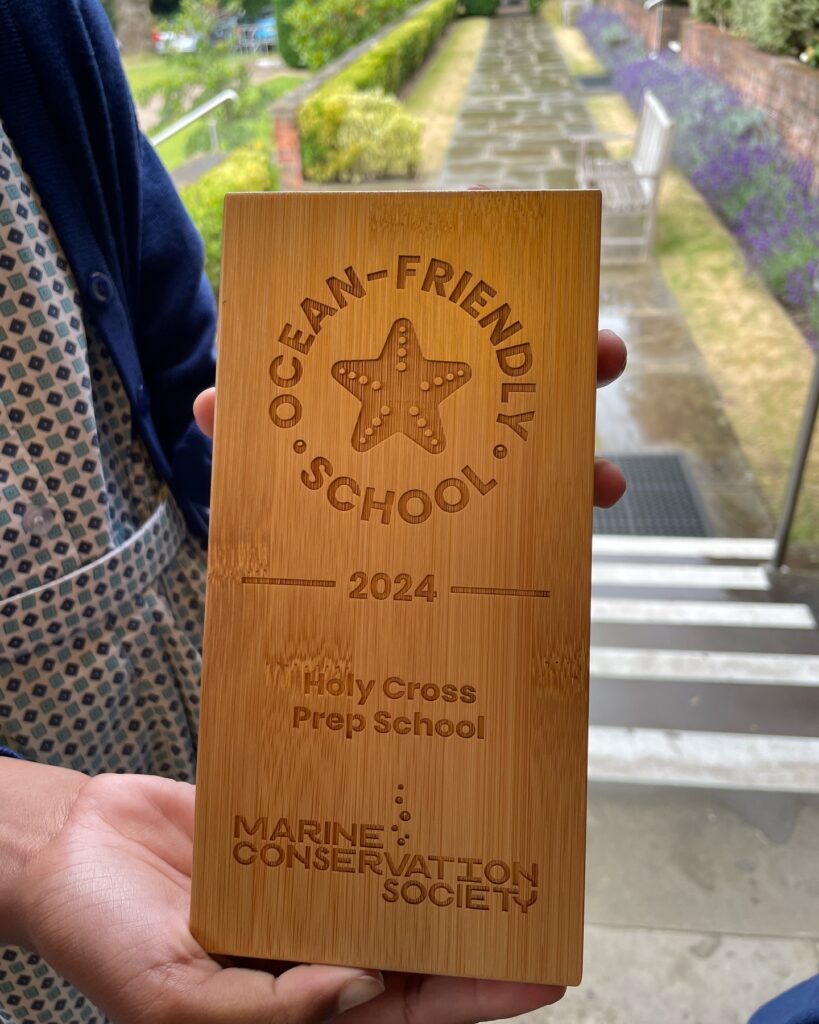 OCEAN-FRIENDLY
• SCHOOL •
2024
Holy Cross
Prep School
MARINE
CONSERVATION
SOCIETY